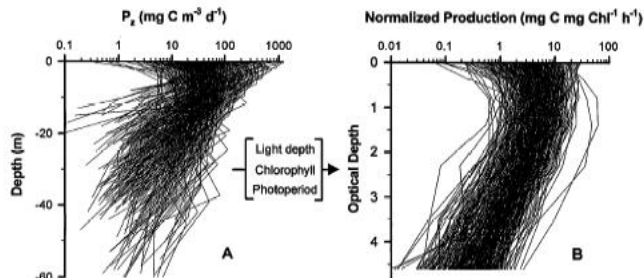 P_z (mg C m⁻³ d⁻¹)
0.1 1 10 100 1000
0
-20
-40
-60
Depth (m)
A
Light depth
Chlorophyll
Photoperiod
Normalized Production (mg C mg Chl⁻¹ h⁻¹)
0.01 0.1 1 10 100
0
1
2
3
4
Optical Depth
B